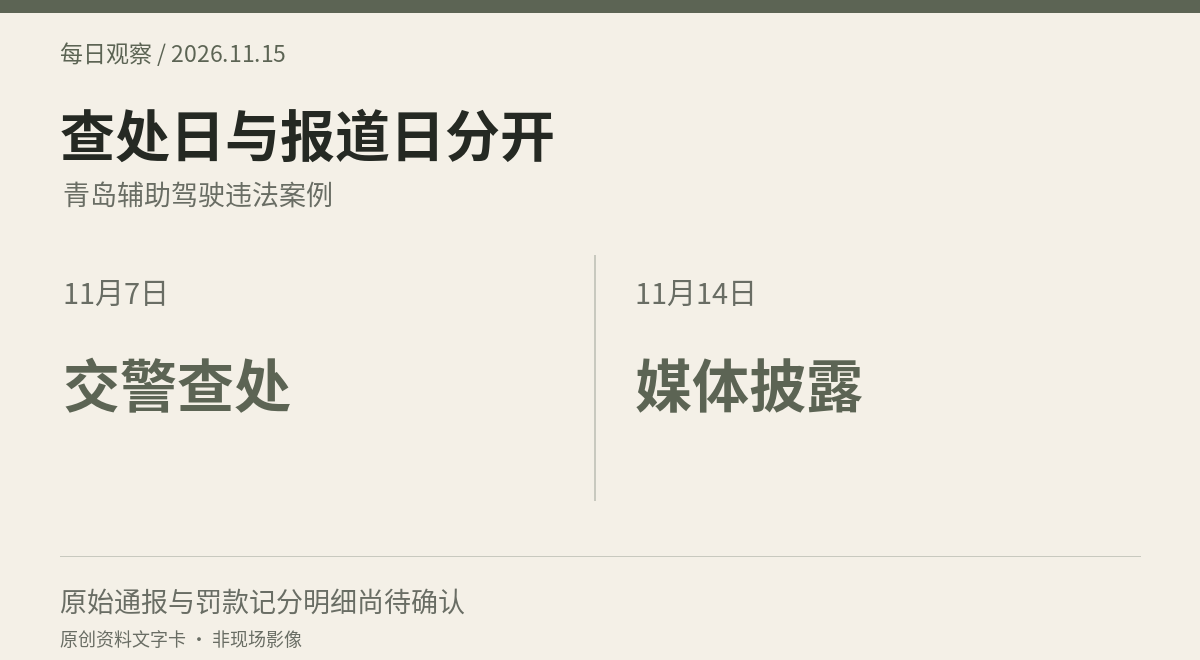 每日观察 / 2026.11.15
查处日与报道日分开
青岛辅助驾驶违法案例
11月7日
交警查处
11月14日
媒体披露
原始通报与罚款记分明细尚待确认
原创资料文字卡 · 非现场影像